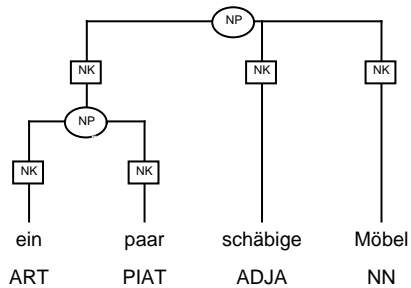 NP
NK NK NK
NP
NK NK
ein paar schäbige Möbel
ART PIAT ADJA NN